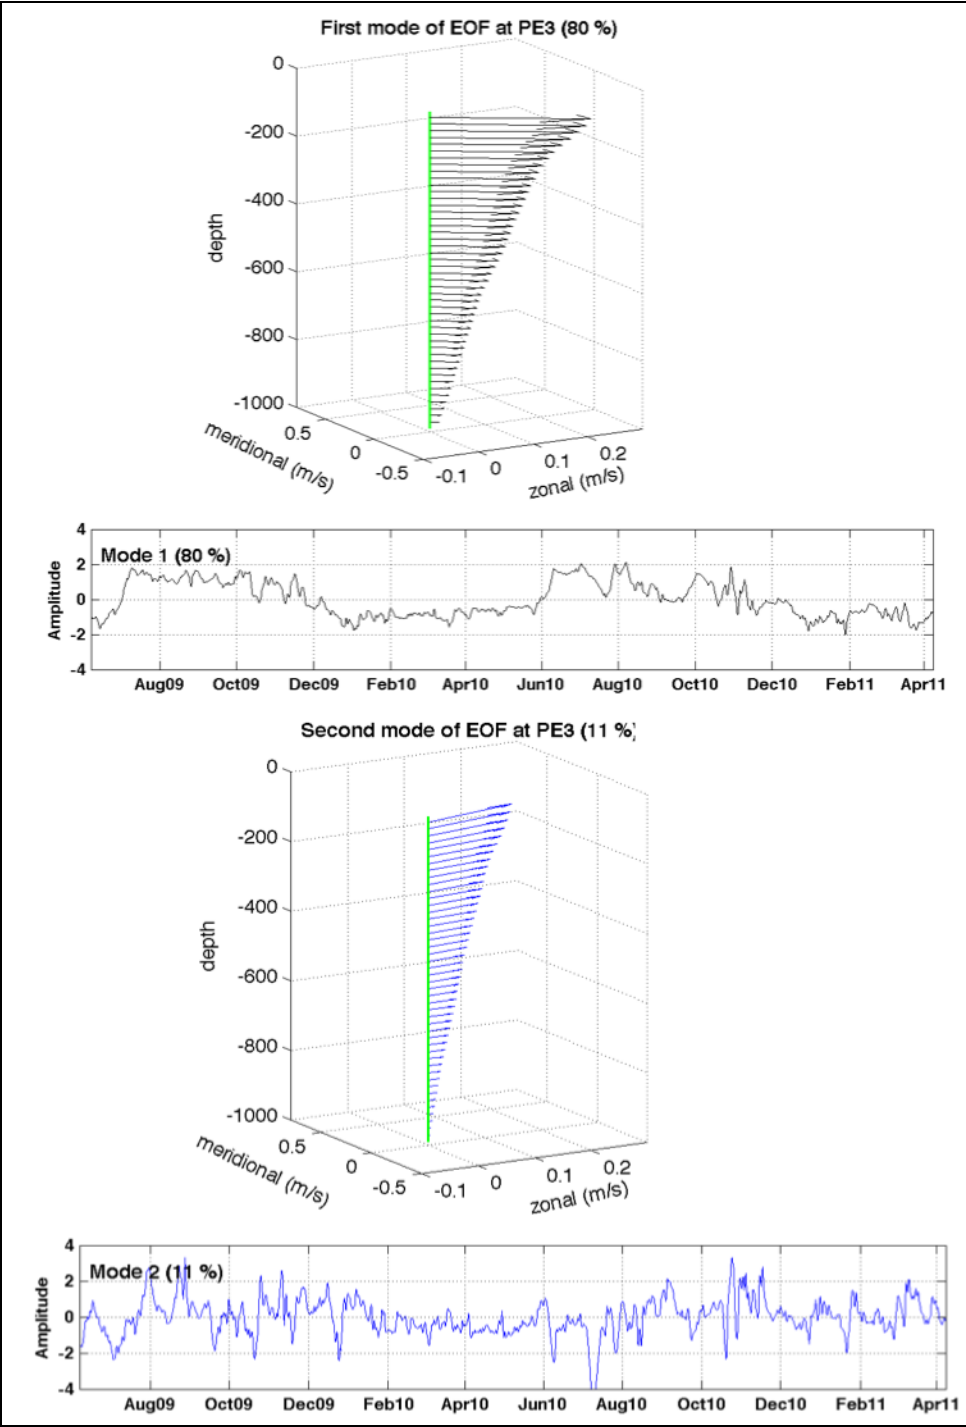 First mode of EOF at PE3 (80 %)
0
-200
-400
-600
-800
-1000
depth
0.5
0
-0.5
meridional (m/s)
-0.1
0
0.1
0.2
zonal (m/s)
4
2
0
-2
-4
Amplitude
Mode 1 (80 %)
Aug09 Oct09 Dec09 Feb10 Apr10 Jun10 Aug10 Oct10 Dec10 Feb11 Apr11
Second mode of EOF at PE3 (11 %)
0
-200
-400
-600
-800
-1000
depth
0.5
0
-0.5
meridional (m/s)
-0.1
0
0.1
0.2
zonal (m/s)
4
2
0
-2
-4
Amplitude
Mode 2 (11 %)
Aug09 Oct09 Dec09 Feb10 Apr10 Jun10 Aug10 Oct10 Dec10 Feb11 Apr11